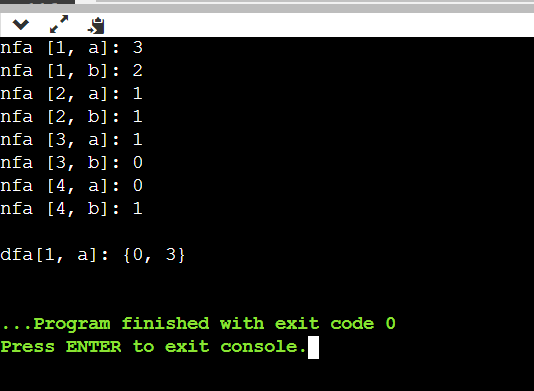 nfa [1, a]: 3
nfa [1, b]: 2
nfa [2, a]: 1
nfa [2, b]: 1
nfa [3, a]: 1
nfa [3, b]: 0
nfa [4, a]: 0
nfa [4, b]: 1
dfa[1, a]: {0, 3}
...Program finished with exit code 0
Press ENTER to exit console.